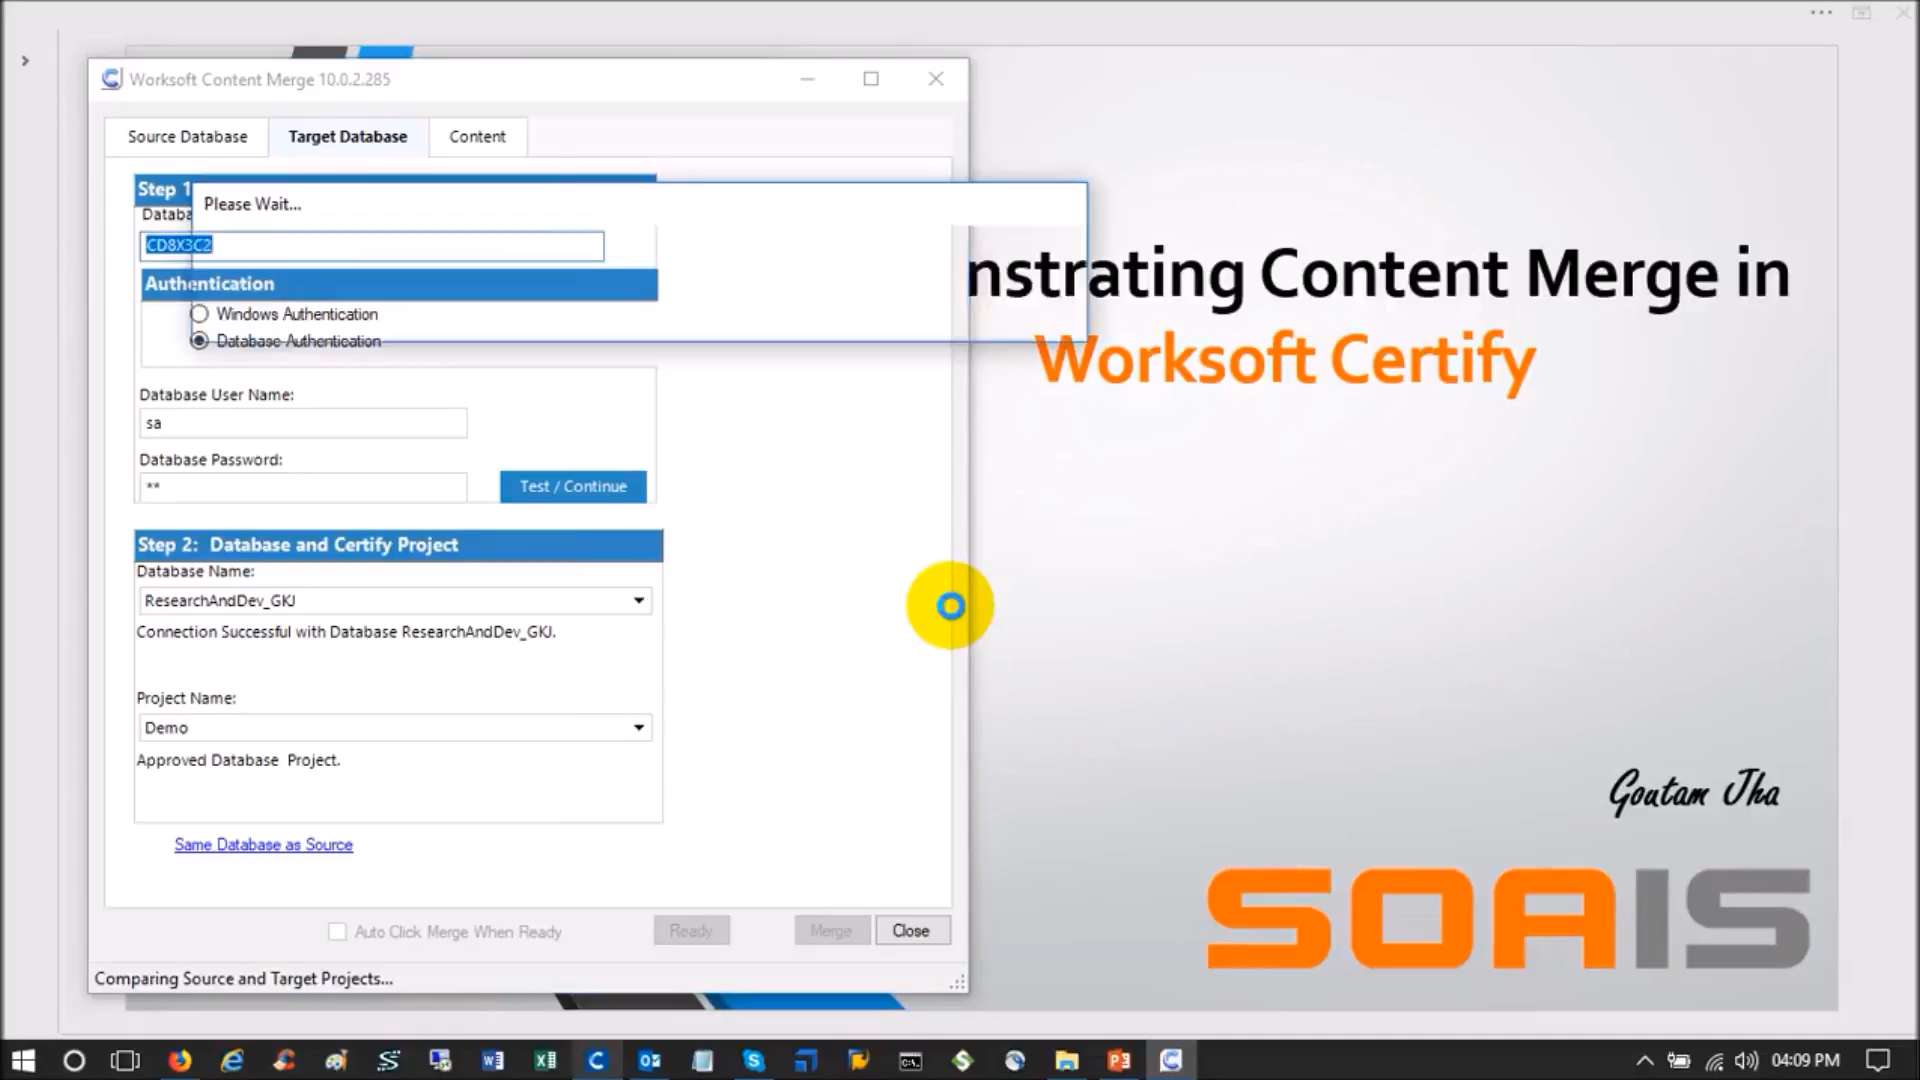 Worksoft Content Merge 10.0.2.285
Source Database
Target Database
Content
Step 1
Please Wait...
Databa
CD8X3C2
Authentication
Windows Authentication
Database Authentication
nstrating Content Merge in
Worksoft Certify
Database User Name:
sa
Database Password:
**
Test / Continue
Step 2: Database and Certify Project
Database Name:
ResearchAndDev_GKJ
Connection Successful with Database ResearchAndDev_GKJ.
Project Name:
Demo
Approved Database Project.
Same Database as Source
Goutam Jha
SOAIS
Auto Click Merge When Ready
Ready
Merge
Close
Comparing Source and Target Projects...
04:09 PM